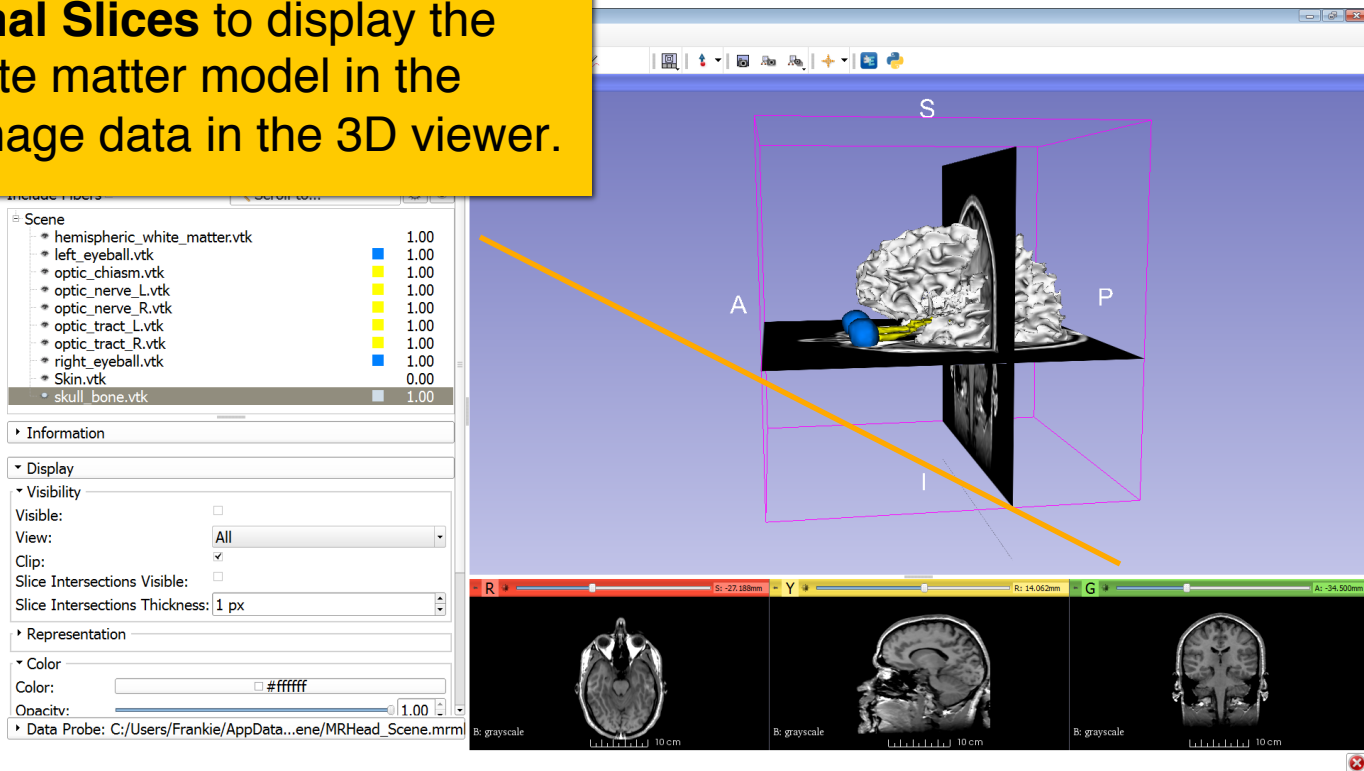 nal Slices to display the
te matter model in the
nage data in the 3D viewer.
Scene
hemispheric_white_matter.vtk 1.00
left_eyeball.vtk 1.00
optic_chiasm.vtk 1.00
optic_nerve_L.vtk 1.00
optic_nerve_R.vtk 1.00
optic_tract_L.vtk 1.00
optic_tract_R.vtk 1.00
right_eyeball.vtk 1.00
Skin.vtk 0.00
skull_bone.vtk 1.00
Information
Display
Visibility
Visible:
View: All
Clip:
Slice Intersections Visible:
Slice Intersections Thickness: 1 px
Representation
Color
Color: #ffffff
Opacity: 1.00
Data Probe: C:/Users/Frankie/AppData...ene/MRHead_Scene.mrml
S
A
P
I
R S: -27.188mm
Y R: 14.062mm
G A: -34.500mm
B: grayscale 10 cm
B: grayscale 10 cm
B: grayscale 10 cm